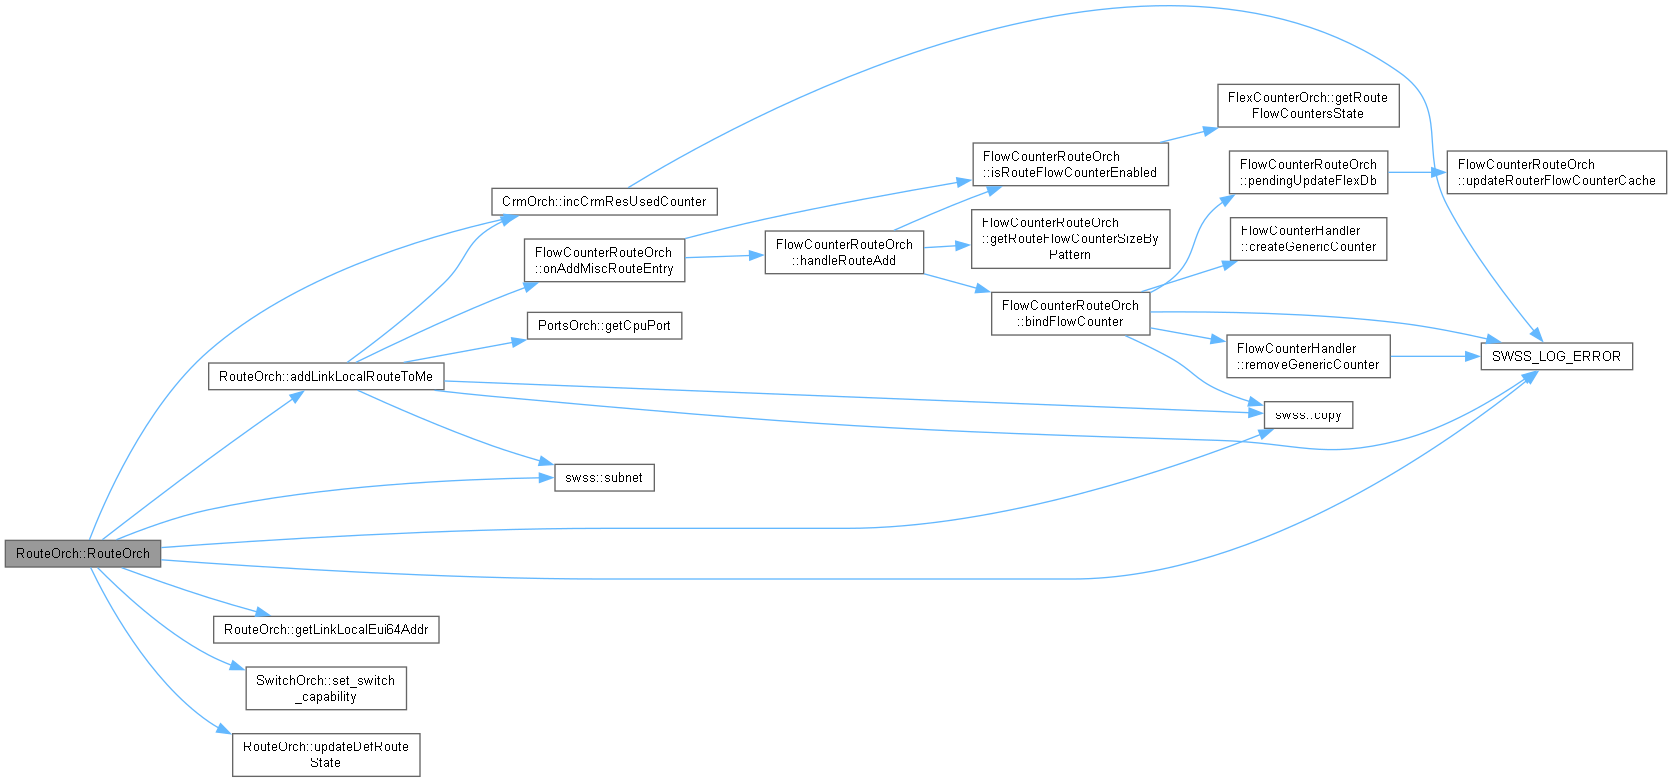 FlexCounterOrch::getRoute
FlowCountersState
FlowCounterRouteOrch
::isRouteFlowCounterEnabled
FlowCounterRouteOrch
::pendingUpdateFlexDb
FlowCounterRouteOrch
::updateRouterFlowCounterCache
CrmOrch::incCrmResUsedCounter
FlowCounterRouteOrch
::getRouteFlowCounterSizeBy
Pattern
FlowCounterHandler
::createGenericCounter
FlowCounterRouteOrch
::onAddMiscRouteEntry
FlowCounterRouteOrch
::handleRouteAdd
FlowCounterRouteOrch
::bindFlowCounter
PortsOrch::getCpuPort
FlowCounterHandler
::removeGenericCounter
SWSS_LOG_ERROR
RouteOrch::addLinkLocalRouteToMe
swss::copy
swss::subnet
RouteOrch::RouteOrch
RouteOrch::getLinkLocalEui64Addr
SwitchOrch::set_switch
_capability
RouteOrch::updateDefRoute
State